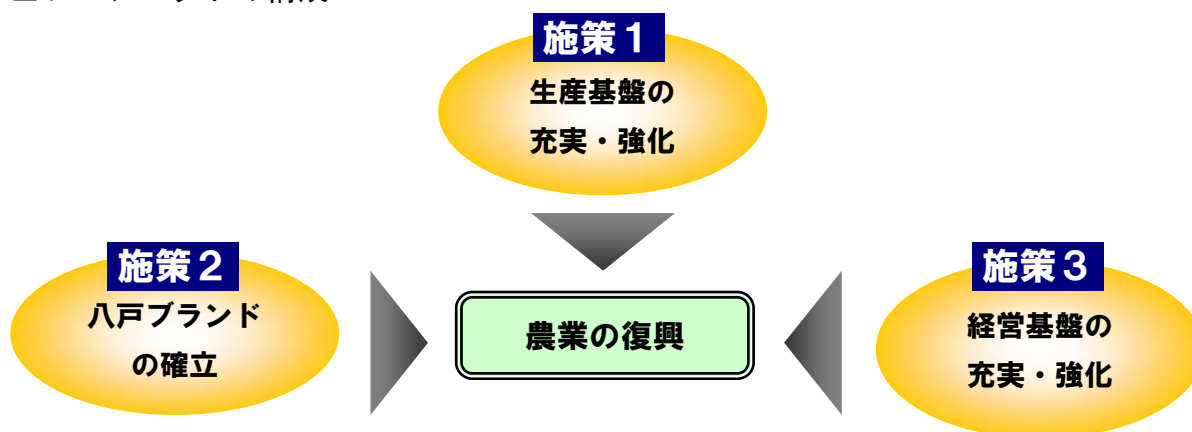 施策１
生産基盤の
充実・強化
施策２
八戸ブランド
の確立
農業の復興
施策３
経営基盤の
充実・強化